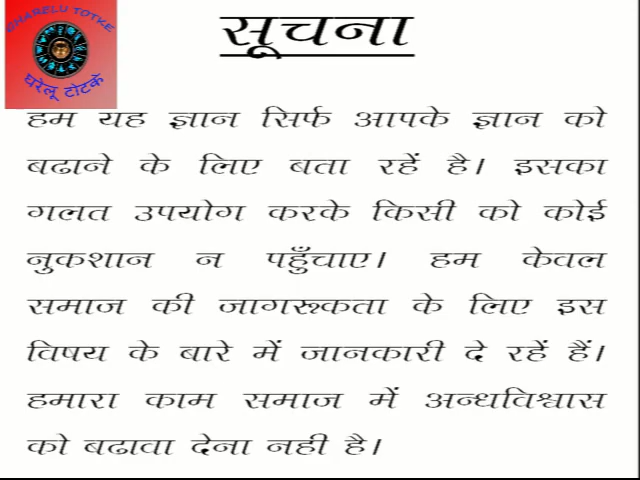 GHARELU TOTKE
घरेलू टोटके
सूचना
हम यह ज्ञान सिर्फ आपके ज्ञान को
बढाने के लिए बता रहें है। इसका
गलत उपयोग करके किसी को कोई
नुकशान न पहुँचाए। हम केवल
समाज की जागरूकता के लिए इस
विषय के बारे में जानकारी दे रहें हैं।
हमारा काम समाज में अन्धविश्वास
को बढावा देना नही है।